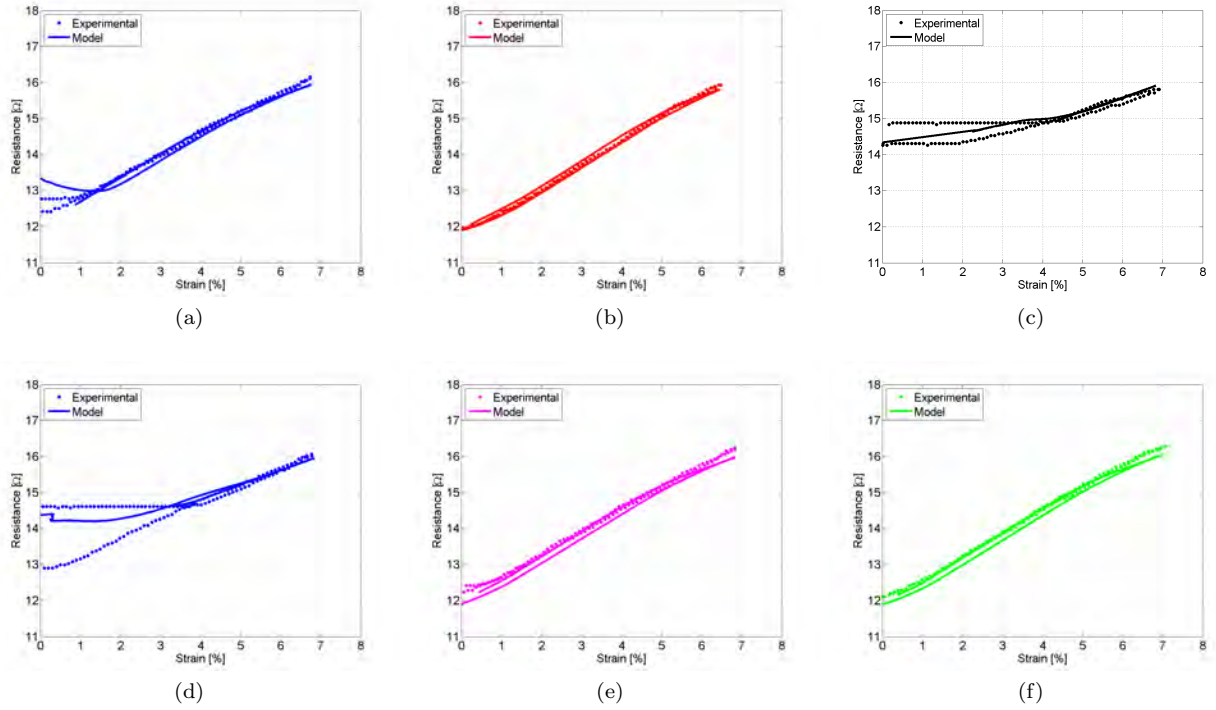 18
17
16
15
14
13
12
11
Resistance [Ω]
Experimental
Model
0 1 2 3 4 5 6 7 8
Strain [%]
(a)
18
17
16
15
14
13
12
11
Resistance [Ω]
Experimental
Model
0 1 2 3 4 5 6 7 8
Strain [%]
(b)
18
17
16
15
14
13
12
11
Resistance [Ω]
Experimental
Model
0 1 2 3 4 5 6 7 8
Strain [%]
(c)
18
17
16
15
14
13
12
11
Resistance [Ω]
Experimental
Model
0 1 2 3 4 5 6 7 8
Strain [%]
(d)
18
17
16
15
14
13
12
11
Resistance [Ω]
Experimental
Model
0 1 2 3 4 5 6 7 8
Strain [%]
(e)
18
17
16
15
14
13
12
11
Resistance [Ω]
Experimental
Model
0 1 2 3 4 5 6 7 8
Strain [%]
(f)